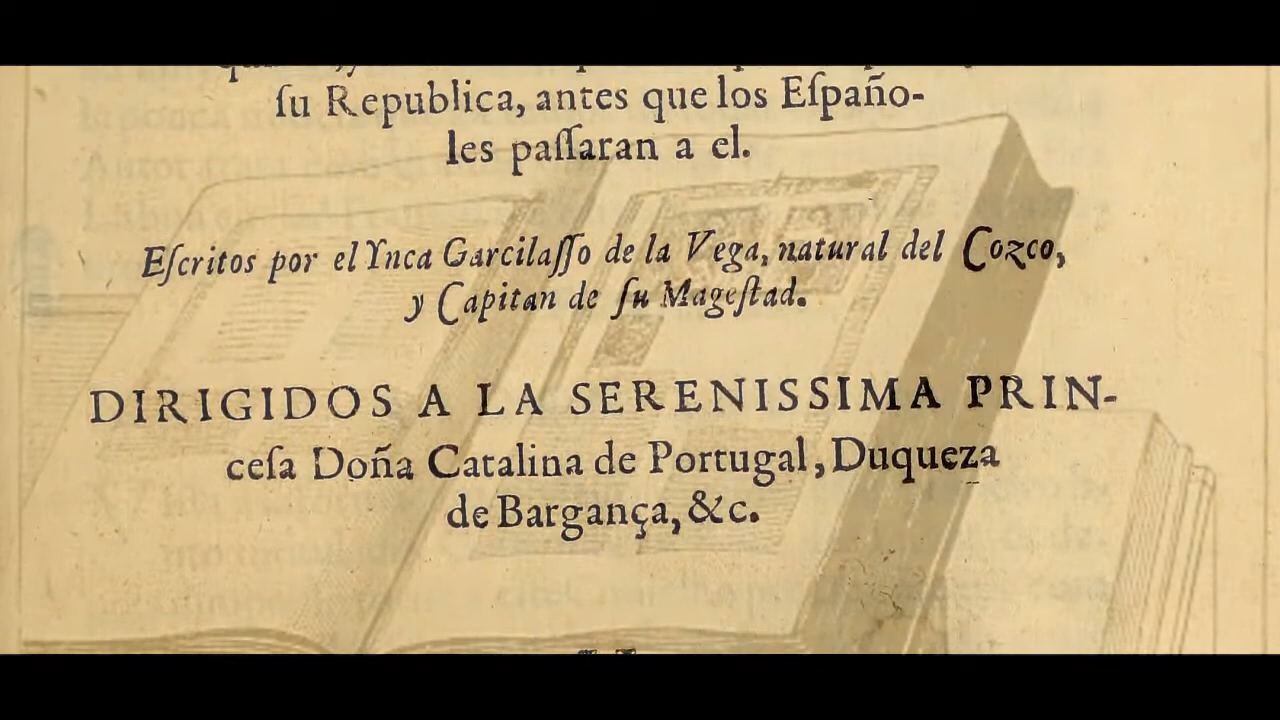 ſu Republica, antes que los Eſpaño-
les paſſaran a el.
Eſcritos por el Ynca Garcilaſſo de la Vega, natural del Cozco,
y Capitan de ſu Mageſtad.
DIRIGIDOS A LA SERENISSIMA PRIN-
ceſa Doña Catalina de Portugal, Duqueza
de Bargança, &c.